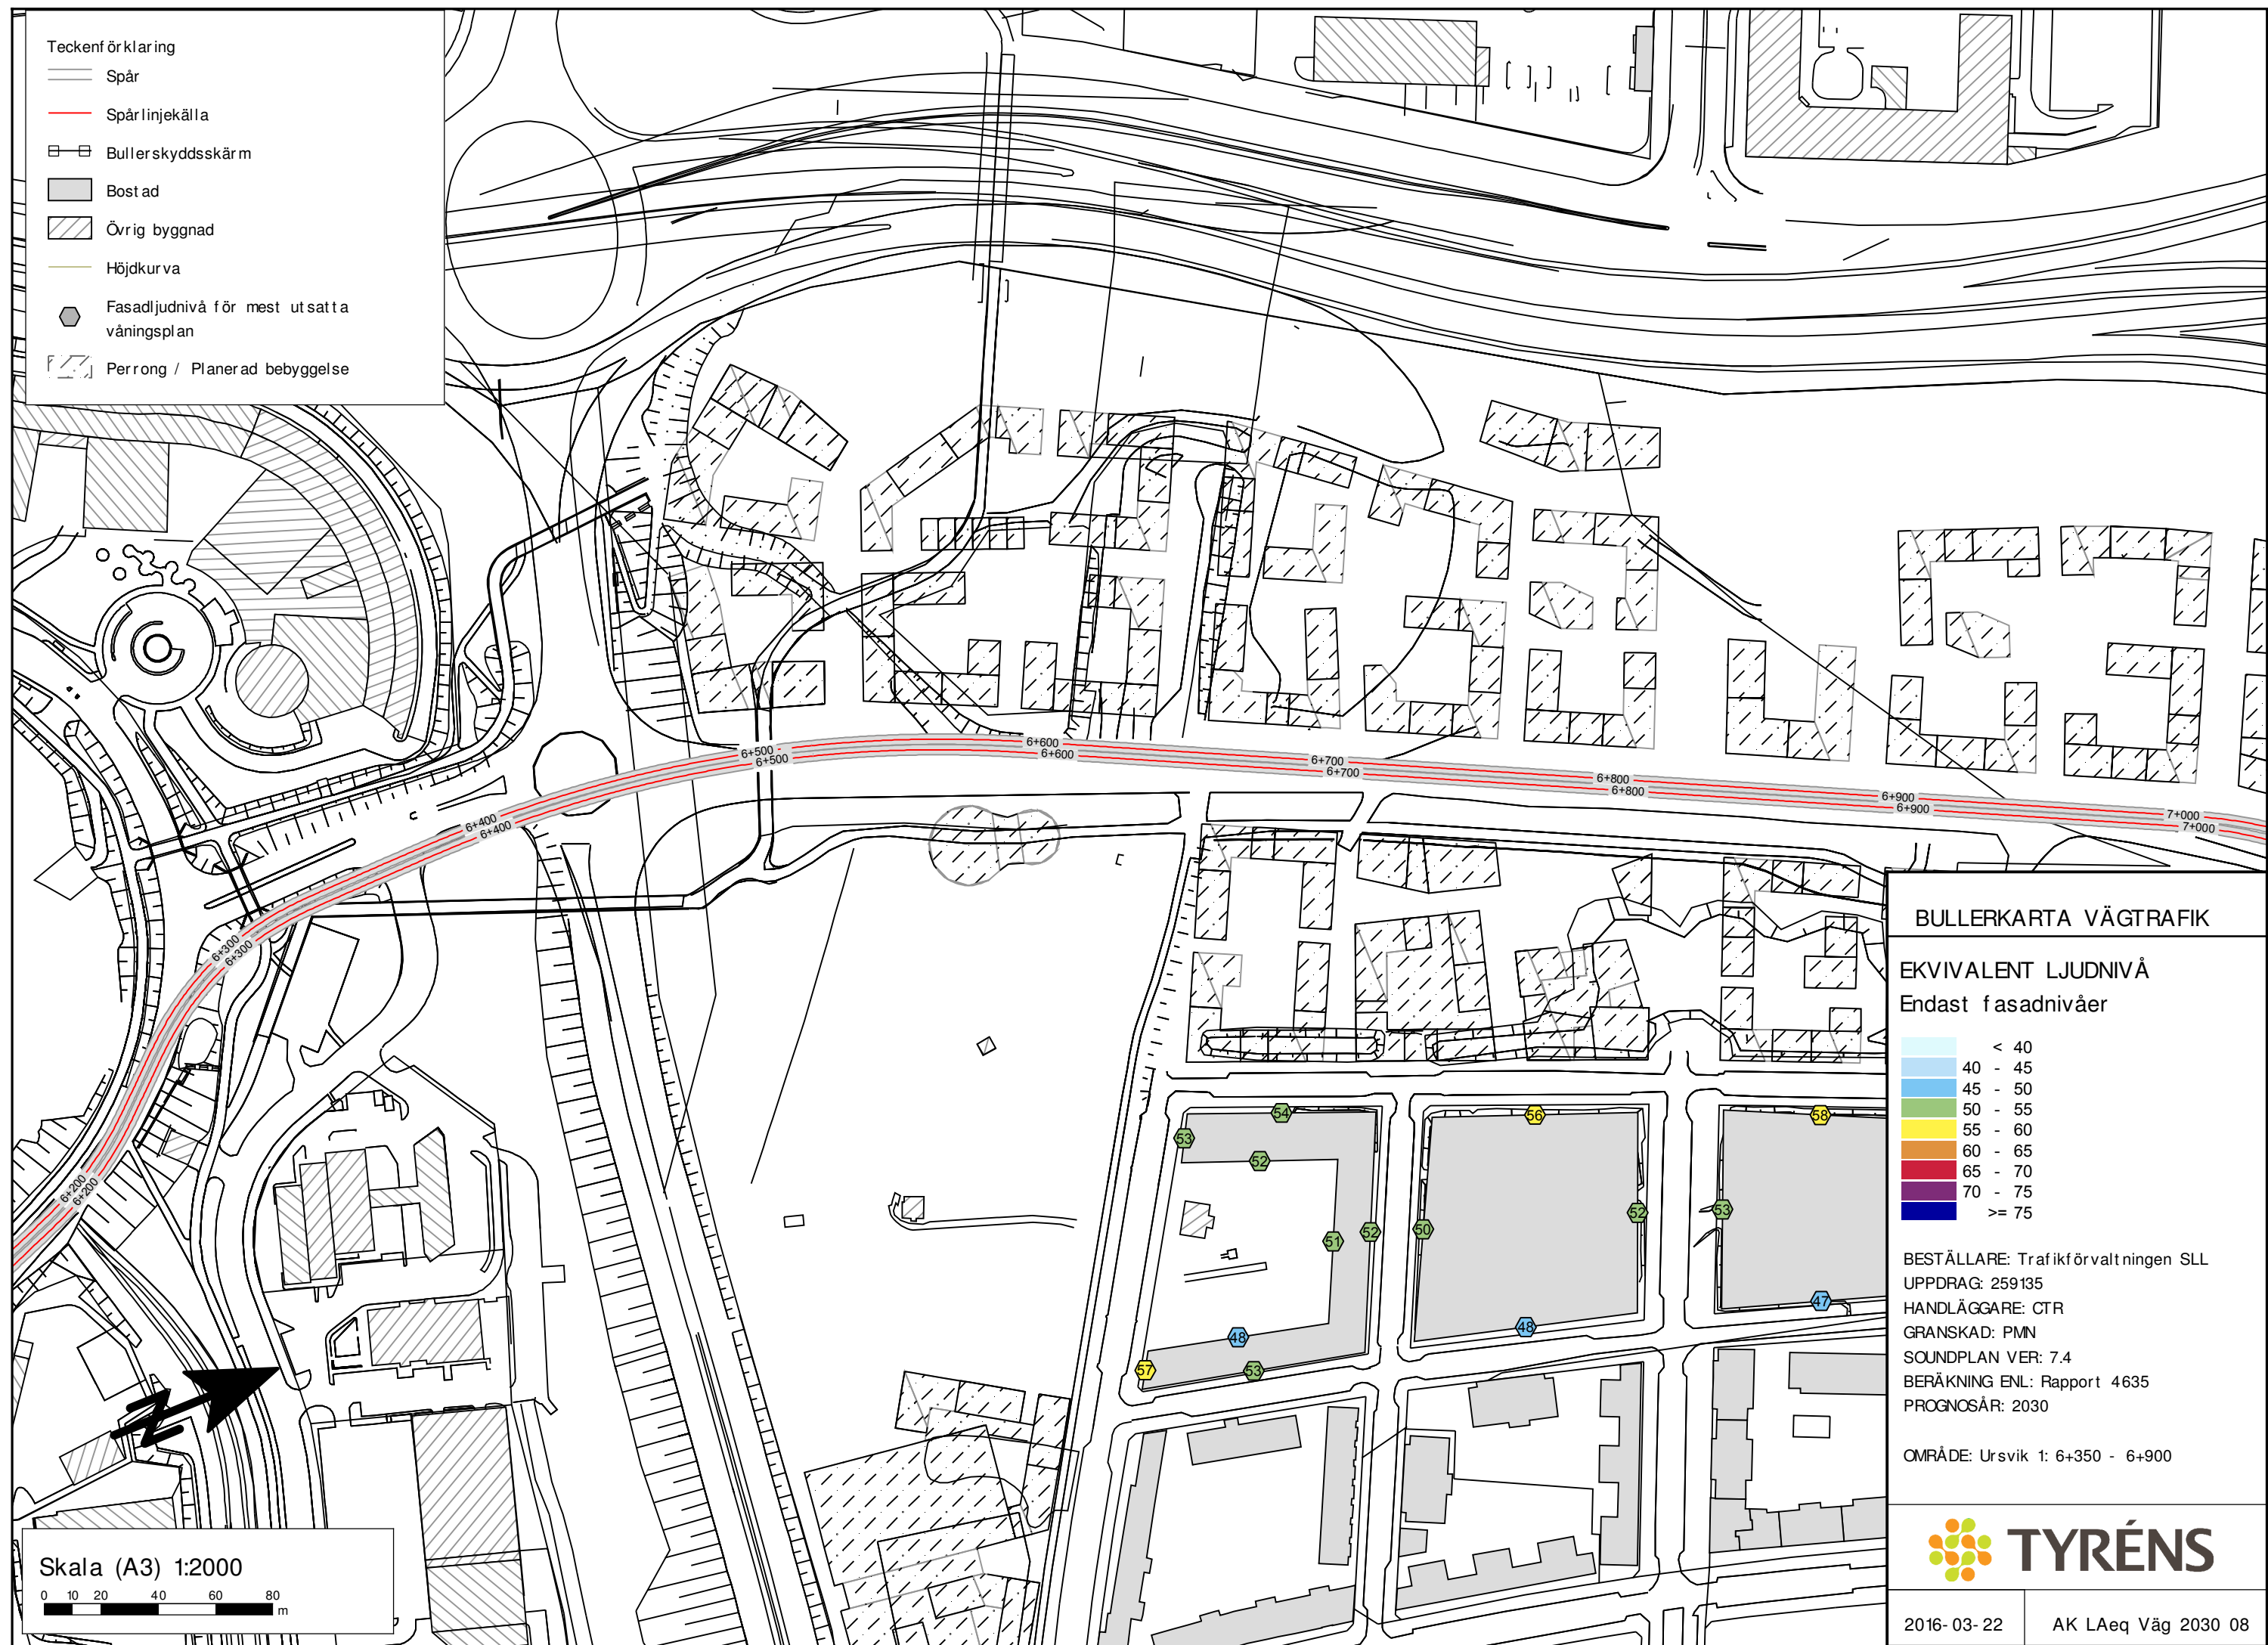 Teckenförklaring
Spår
Spårlinjekälla
Bullerskyddsskärm
Bostad
Övrig byggnad
Höjdkurva
Fasadljudnivå för mest utsatta
våningsplan
Perrong / Planerad bebyggelse
6+500
6+500
6+600
6+600
6+700
6+700
6+800
6+800
6+900
6+900
7+000
7+000
6+400
6+400
6+300
6+300
6+200
6+200
54
53
52
51
52
48
57
53
56
50
52
48
58
53
47
BULLERKARTA VÄGTRAFIK
EKVIVALENT LJUDNIVÅ
Endast fasadnivåer
< 40
40 - 45
45 - 50
50 - 55
55 - 60
60 - 65
65 - 70
70 - 75
>= 75
BESTÄLLARE: Trafikförvaltningen SLL
UPPDRAG: 259135
HANDLÄGGARE: CTR
GRANSKAD: PMN
SOUNDPLAN VER: 7.4
BERÄKNING ENL: Rapport 4635
PROGNOSÅR: 2030
OMRÅDE: Ursvik 1: 6+350 - 6+900
TYRÉNS
2016-03-22
AK LAeq Väg 2030 08
Skala (A3) 1:2000
0 10 20 40 60 80
m
N